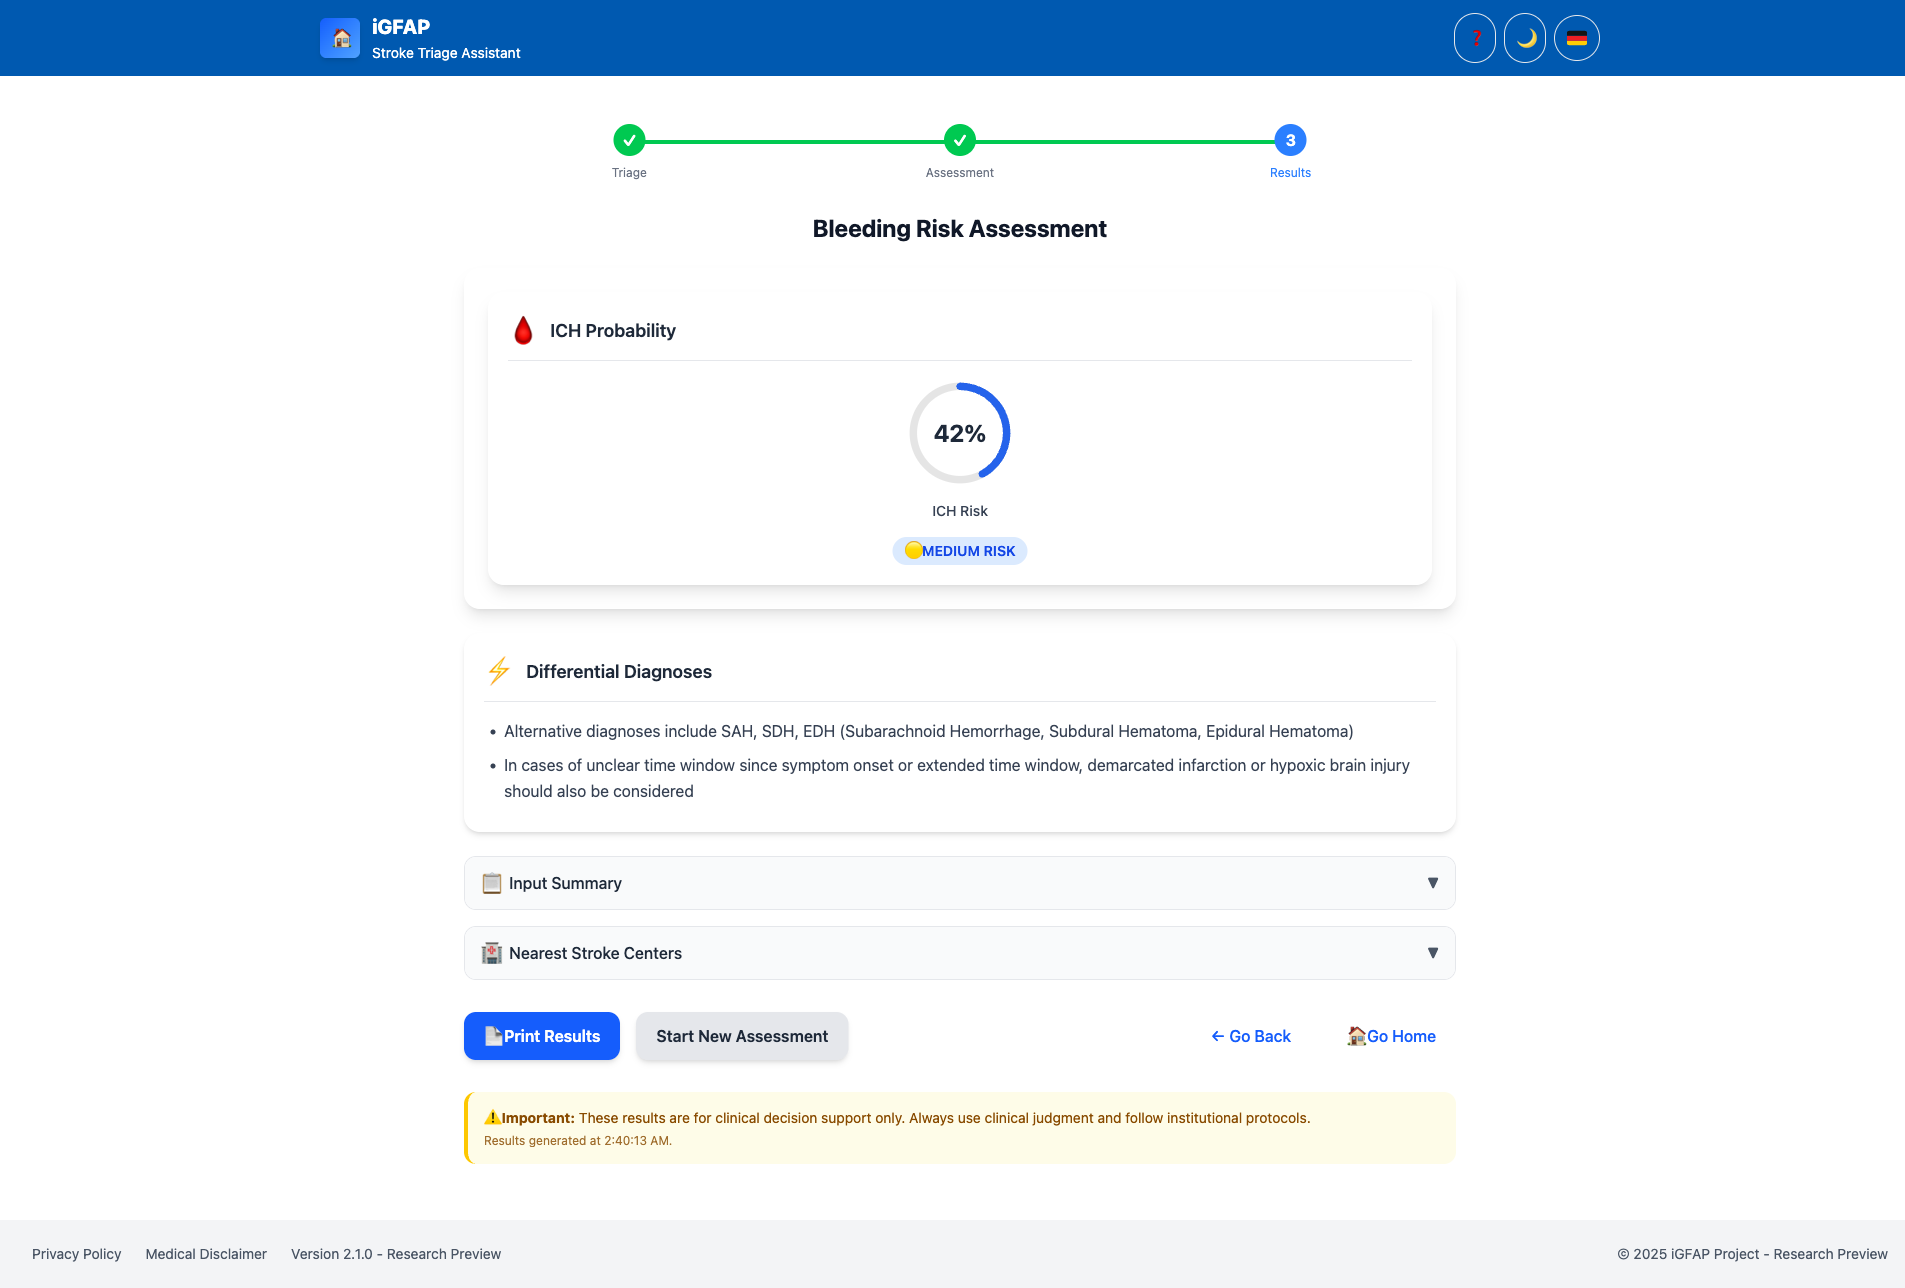 iGFAP
Stroke Triage Assistant
Triage
Assessment
3
Results
Bleeding Risk Assessment
ICH Probability
42%
ICH Risk
MEDIUM RISK
Differential Diagnoses
• Alternative diagnoses include SAH, SDH, EDH (Subarachnoid Hemorrhage, Subdural Hematoma, Epidural Hematoma)
• In cases of unclear time window since symptom onset or extended time window, demarcated infarction or hypoxic brain injury
should also be considered
Input Summary
Nearest Stroke Centers
Print Results
Start New Assessment
← Go Back
Go Home
Important: These results are for clinical decision support only. Always use clinical judgment and follow institutional protocols.
Results generated at 2:40:13 AM.
Privacy Policy
Medical Disclaimer
Version 2.1.0 - Research Preview
© 2025 iGFAP Project - Research Preview